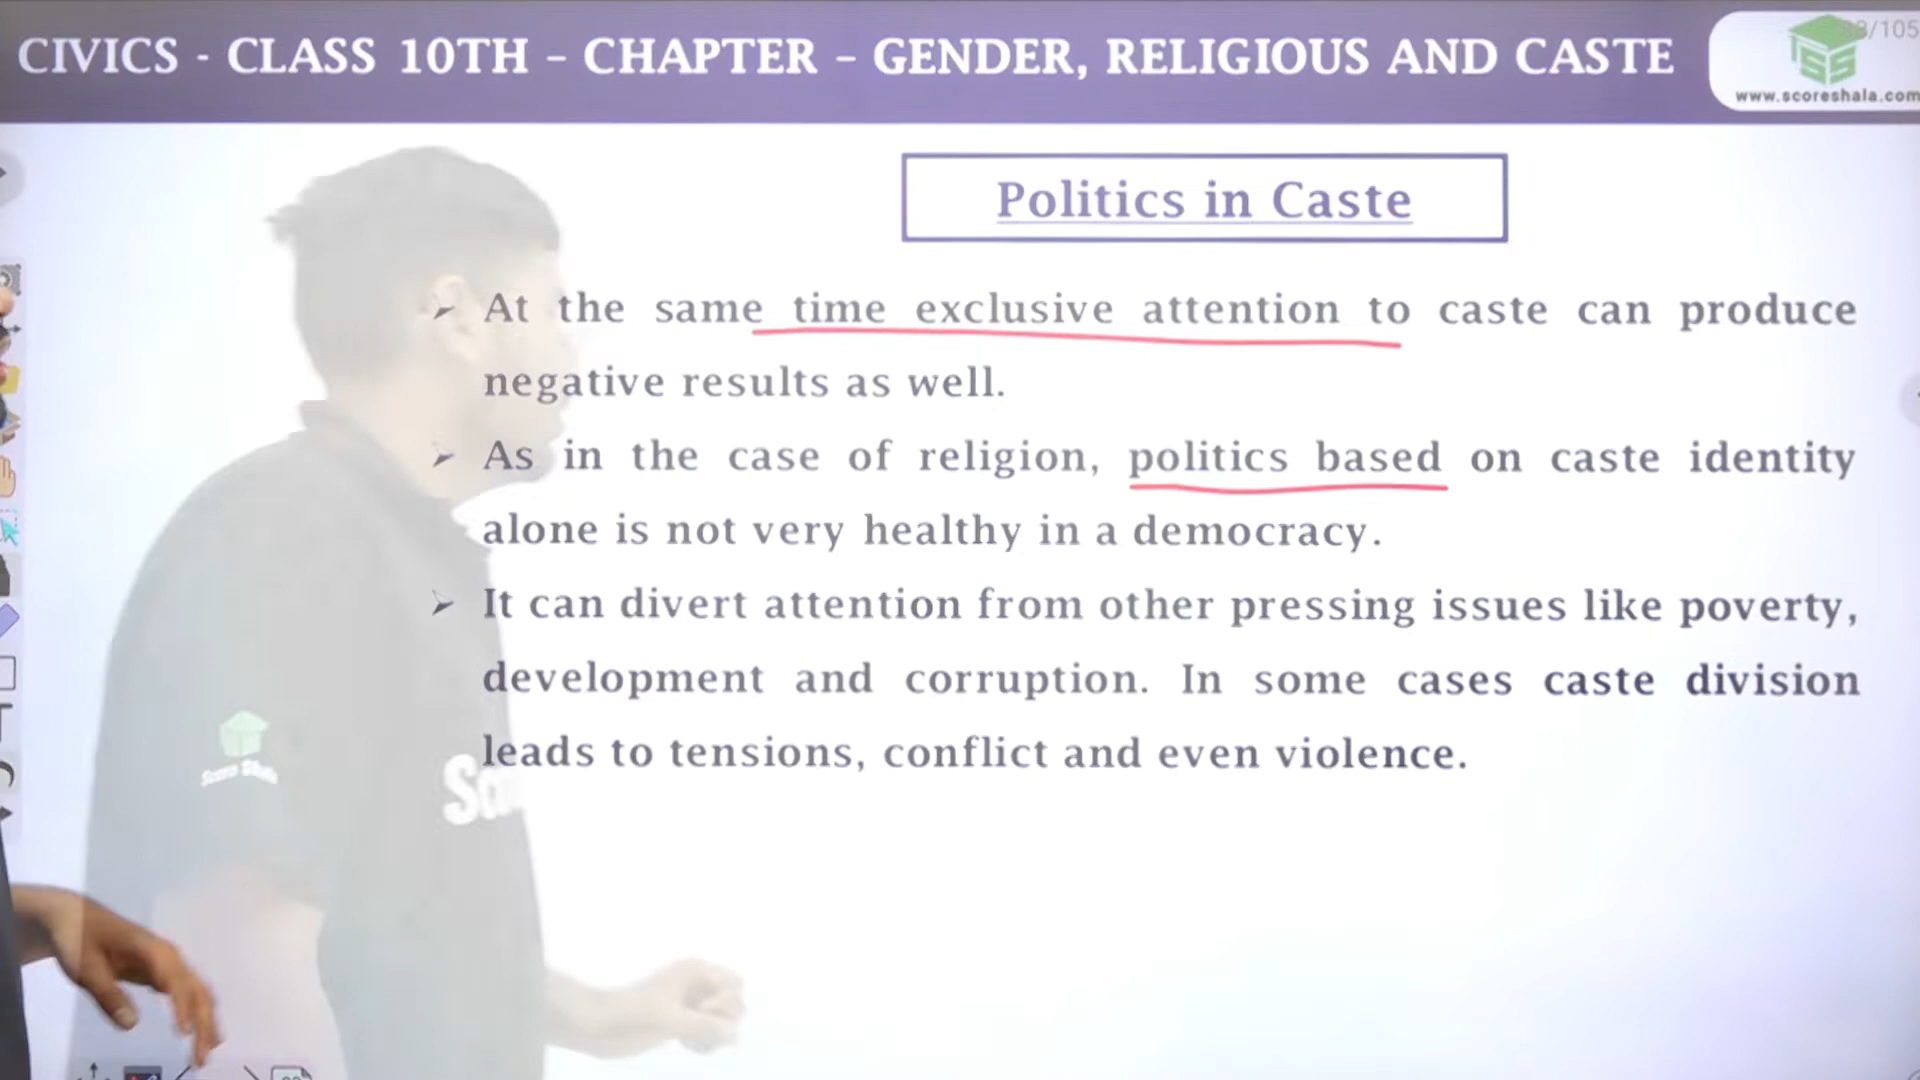 CIVICS - CLASS 10TH – CHAPTER – GENDER, RELIGIOUS AND CASTE
/105
www.scoreshala.com
Politics in Caste
➢ At the same time exclusive attention to caste can produce
negative results as well.
➢ As in the case of religion, politics based on caste identity
alone is not very healthy in a democracy.
➢ It can divert attention from other pressing issues like poverty,
development and corruption. In some cases caste division
leads to tensions, conflict and even violence.
Score Shala